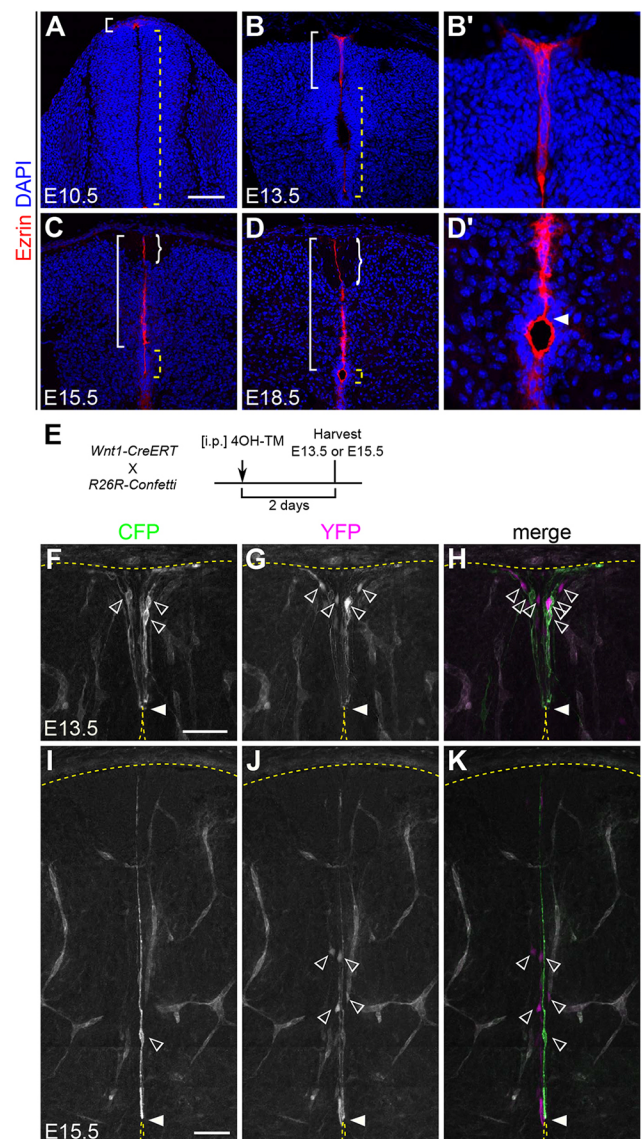 Ezrin DAPI
A
E10.5
B
E13.5
B'
C
E15.5
D
E18.5
D'
E
Wnt1-CreERT
X
R26R-Confetti
[i.p.] 4OH-TM
Harvest
E13.5 or E15.5
2 days
CFP
YFP
merge
F
E13.5
G
H
I
E15.5
J
K